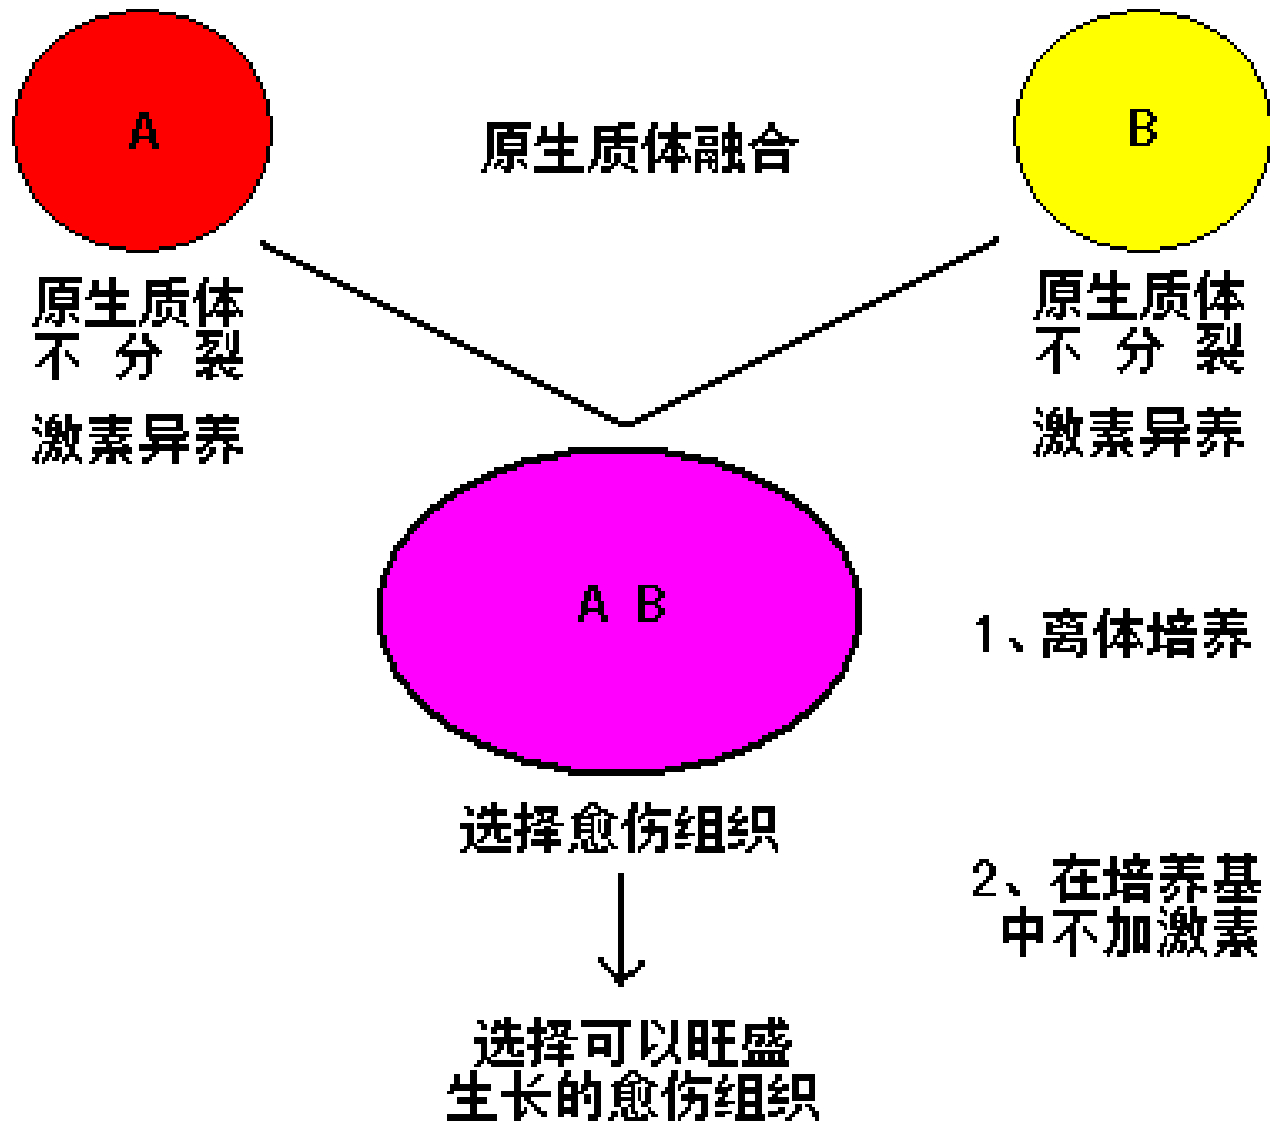 A
原生质体融合
B
原生质体
不 分 裂
激素异养
原生质体
不 分 裂
激素异养
A B
1、离体培养
选择愈伤组织
2、在培养基
中不加激素
选择可以旺盛
生长的愈伤组织